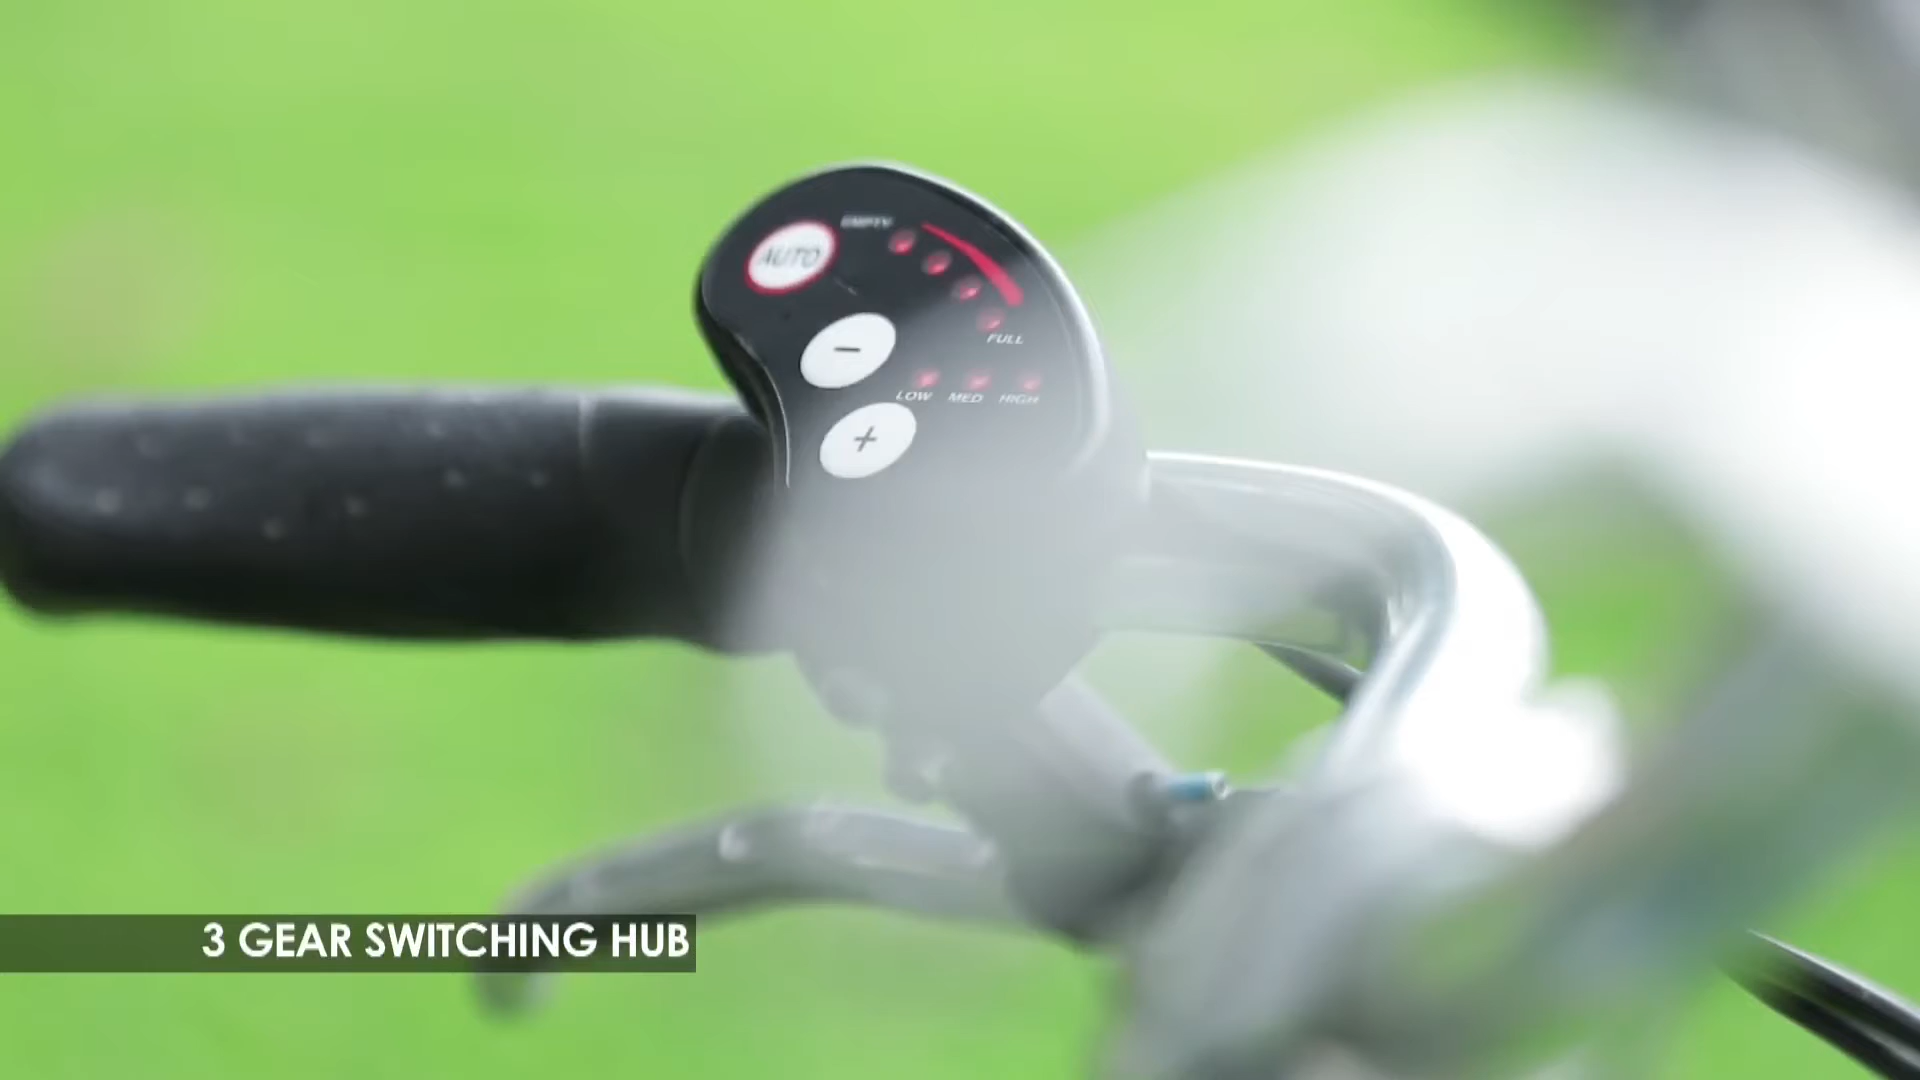 EMPTY
AUTO
−
FULL
LOW MED HIGH
+
3 GEAR SWITCHING HUB